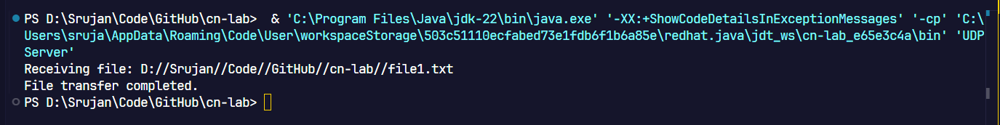 PS D:\Srujan\Code\GitHub\cn-lab>  & 'C:\Program Files\Java\jdk-22\bin\java.exe' '-XX:+ShowCodeDetailsInExceptionMessages' '-cp' 'C:\
Users\sruja\AppData\Roaming\Code\User\workspaceStorage\503c51110ecfabed73e1fdb6f1b6a85e\redhat.java\jdt_ws\cn-lab_e65e3c4a\bin' 'UDP
Server'
Receiving file: D://Srujan//Code//GitHub//cn-lab//file1.txt
File transfer completed.
PS D:\Srujan\Code\GitHub\cn-lab>